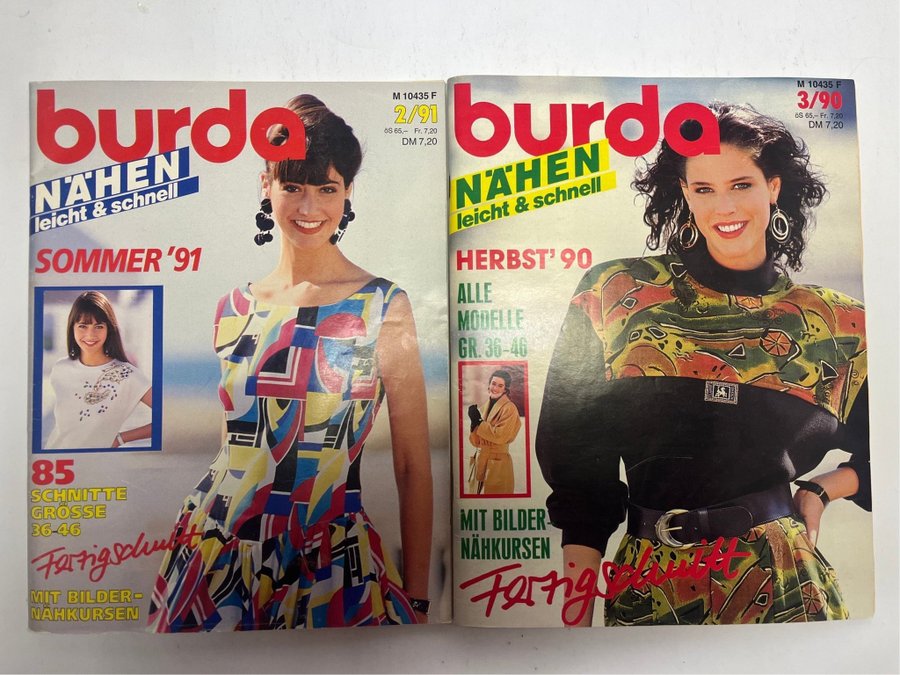 burda
M 10435 F
2/91
öS 65,– Fr. 7,20
DM 7,20
NÄHEN
leicht & schnell
SOMMER '91
85
SCHNITTE
GRÖSSE
36-46
Fertigschnitt
MIT BILDER-
NÄHKURSEN
burda
M 10435 F
3/90
öS 65,– Fr. 7,20
DM 7,20
NÄHEN
leicht & schnell
HERBST' 90
ALLE
MODELLE
GR. 36-46
MIT BILDER-
NÄHKURSEN
Fertigschnitt